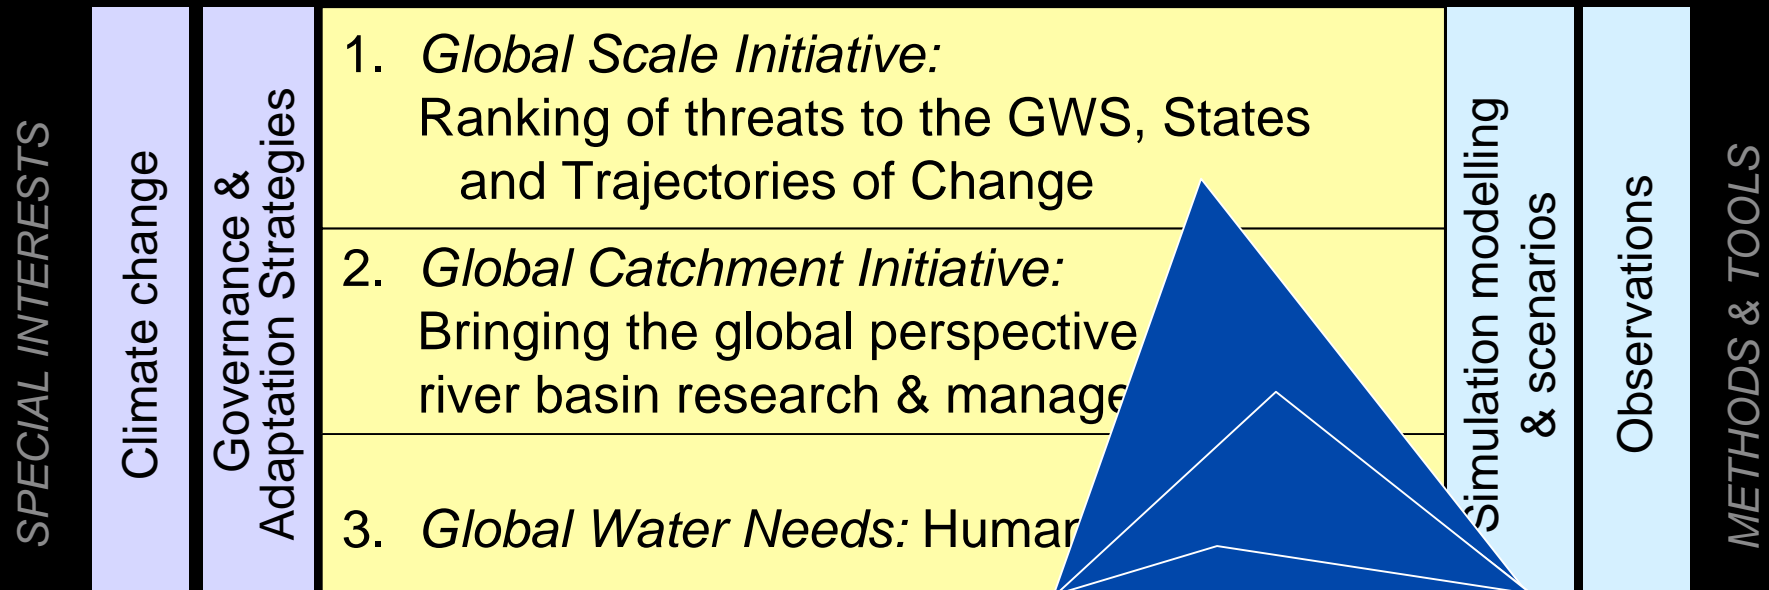 SPECIAL INTERESTS
Climate change
Governance &
Adaptation Strategies
1. Global Scale Initiative:
Ranking of threats to the GWS, States
and Trajectories of Change
2. Global Catchment Initiative:
Bringing the global perspective
river basin research &
3. Global Water Needs:
Simulation modelling
& scenarios
Observations
METHODS & TOOLS